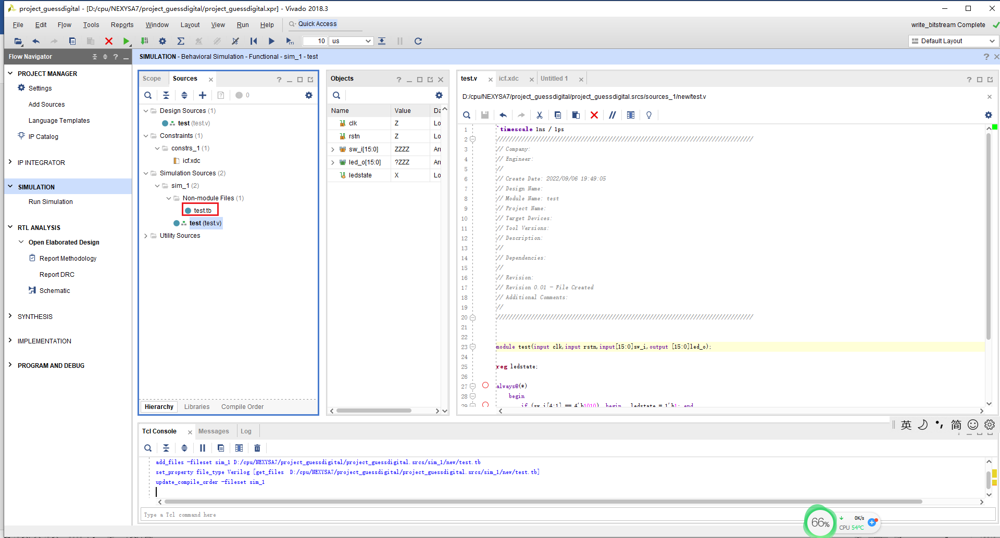 project_guessdigital - [D:/cpu/NEXYSA7/project_guessdigital/project_guessdigital.xpr] - Vivado 2018.3
File Edit Flow Tools Reports Window Layout View Run Help Quick Access
write_bitstream Complete
10 us
Default Layout
Flow Navigator
SIMULATION - Behavioral Simulation - Functional - sim_1 - test
PROJECT MANAGER
Settings
Add Sources
Language Templates
IP Catalog
IP INTEGRATOR
SIMULATION
Run Simulation
RTL ANALYSIS
Open Elaborated Design
Report Methodology
Report DRC
Schematic
SYNTHESIS
IMPLEMENTATION
PROGRAM AND DEBUG
Scope Sources
0
Design Sources (1)
test (test.v)
Constraints (1)
constrs_1 (1)
icf.xdc
Simulation Sources (2)
sim_1 (2)
Non-module Files (1)
test.tb
test (test.v)
Utility Sources
Hierarchy Libraries Compile Order
Objects
Name Value Da
clk Z Lo
rstn Z Lo
sw_i[15:0] ZZZZ Arr
led_o[15:0] ?ZZZ Arr
ledstate X Lo
test.v icf.xdc Untitled 1
D:/cpu/NEXYSA7/project_guessdigital/project_guessdigital.srcs/sources_1/new/test.v
1 `timescale 1ns / 1ps
2 //////////////////////////////////////////////////////////////////////////////////
3 // Company:
4 // Engineer:
5 //
6 // Create Date: 2022/09/06 19:49:05
7 // Design Name:
8 // Module Name: test
9 // Project Name:
10 // Target Devices:
11 // Tool Versions:
12 // Description:
13 //
14 // Dependencies:
15 //
16 // Revision:
17 // Revision 0.01 - File Created
18 // Additional Comments:
19 //
20 //////////////////////////////////////////////////////////////////////////////////
21
22
23 module test(input clk,input rstn,input[15:0]sw_i,output [15:0]led_o);
24
25 reg ledstate;
26
27 always@(*)
28 begin
29 if (sw_i[4:1] == 4'b1010) begin ledstate = 1'b1; end
英 简
Tcl Console Messages Log
add_files -fileset sim_1 D:/cpu/NEXYSA7/project_guessdigital/project_guessdigital.srcs/sim_1/new/test.tb
set_property file_type Verilog [get_files D:/cpu/NEXYSA7/project_guessdigital/project_guessdigital.srcs/sim_1/new/test.tb]
update_compile_order -fileset sim_1
Type a Tcl command here
66%
0K/s
CPU 54℃